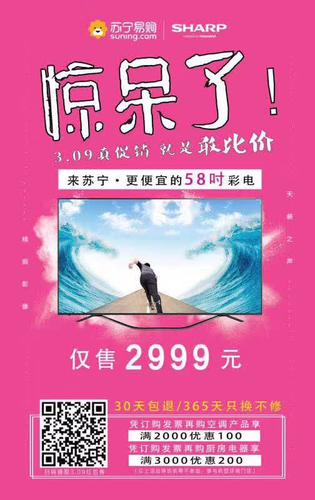 苏宁易购 SHARP
suning.com
惊呆了!
3.09真促销 就是敢比价
来苏宁·更便宜的58吋彩电
仅售2999元
30天包退/365天只换不修
凭订购发票再购空调产品享
满2000优惠100
凭订购发票再购厨房电器享
满3000优惠200